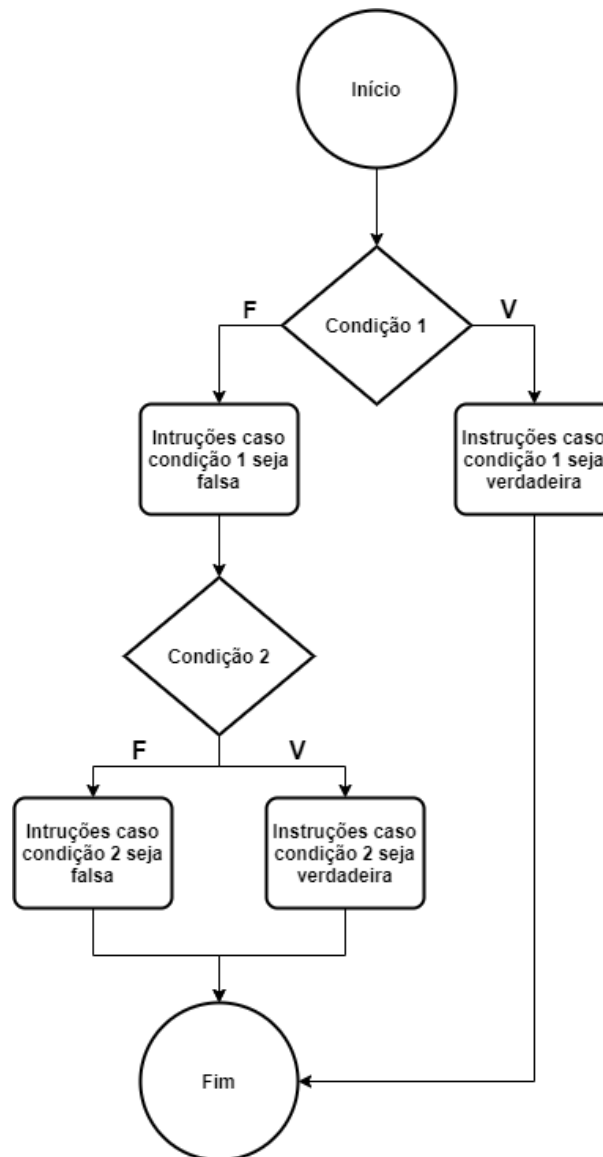 Início
Condição 1
F
V
Intruções caso
condição 1 seja
falsa
Instruções caso
condição 1 seja
verdadeira
Condição 2
F
V
Intruções caso
condição 2 seja
falsa
Instruções caso
condição 2 seja
verdadeira
Fim